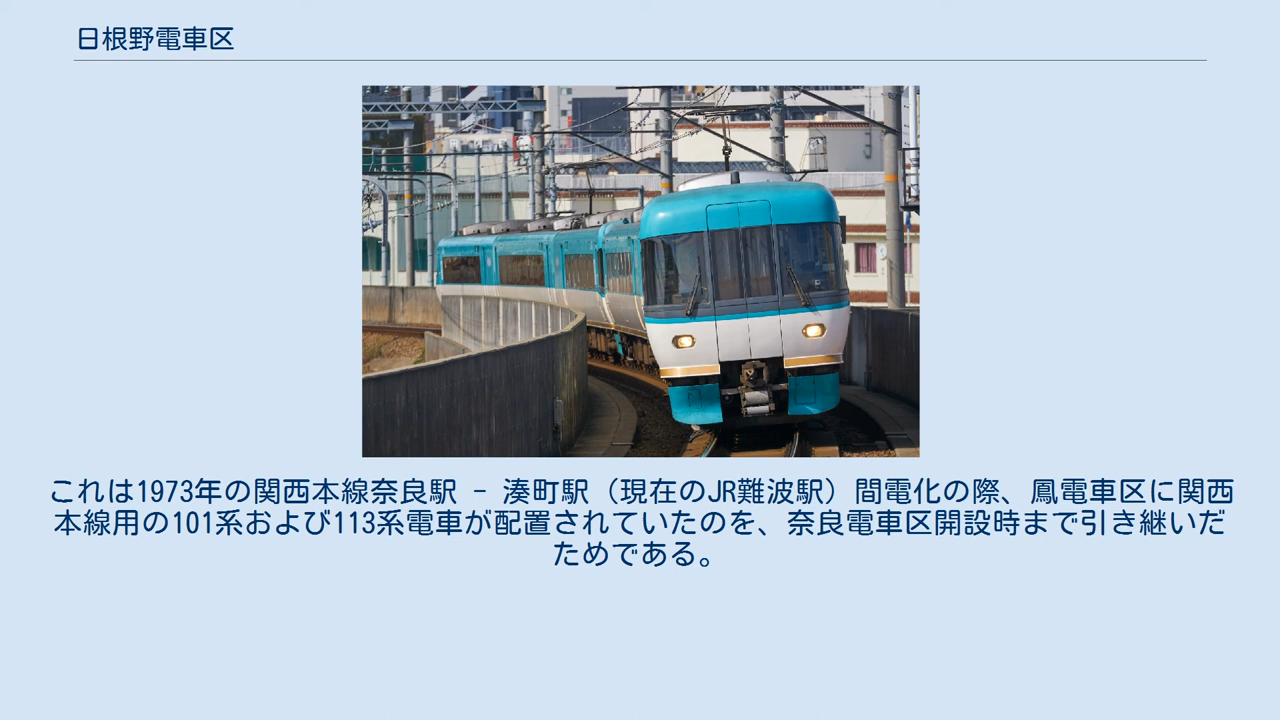 日根野電車区
これは1973年の関西本線奈良駅 - 湊町駅（現在のJR難波駅）間電化の際、鳳電車区に関西
本線用の101系および113系電車が配置されていたのを、奈良電車区開設時まで引き継いだ
ためである。